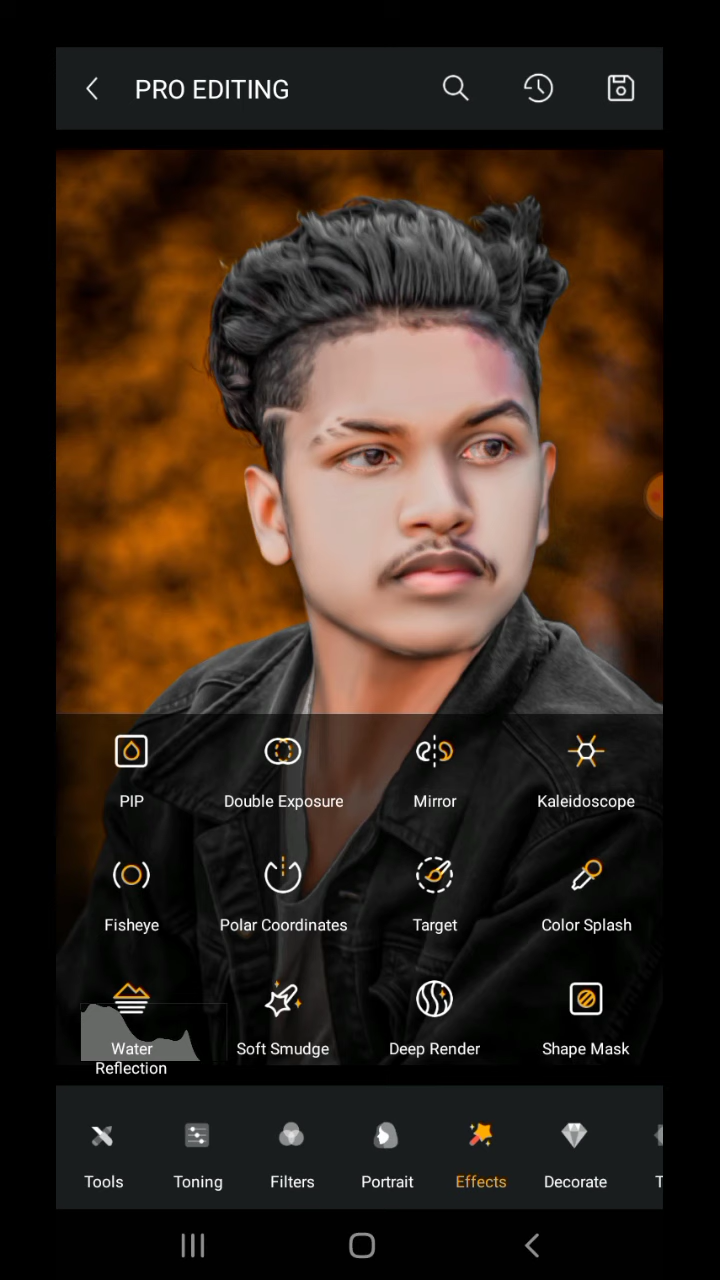 PRO EDITING
PIP
Double Exposure
Mirror
Kaleidoscope
Fisheye
Polar Coordinates
Target
Color Splash
Water
Reflection
Soft Smudge
Deep Render
Shape Mask
Tools
Toning
Filters
Portrait
Effects
Decorate
T